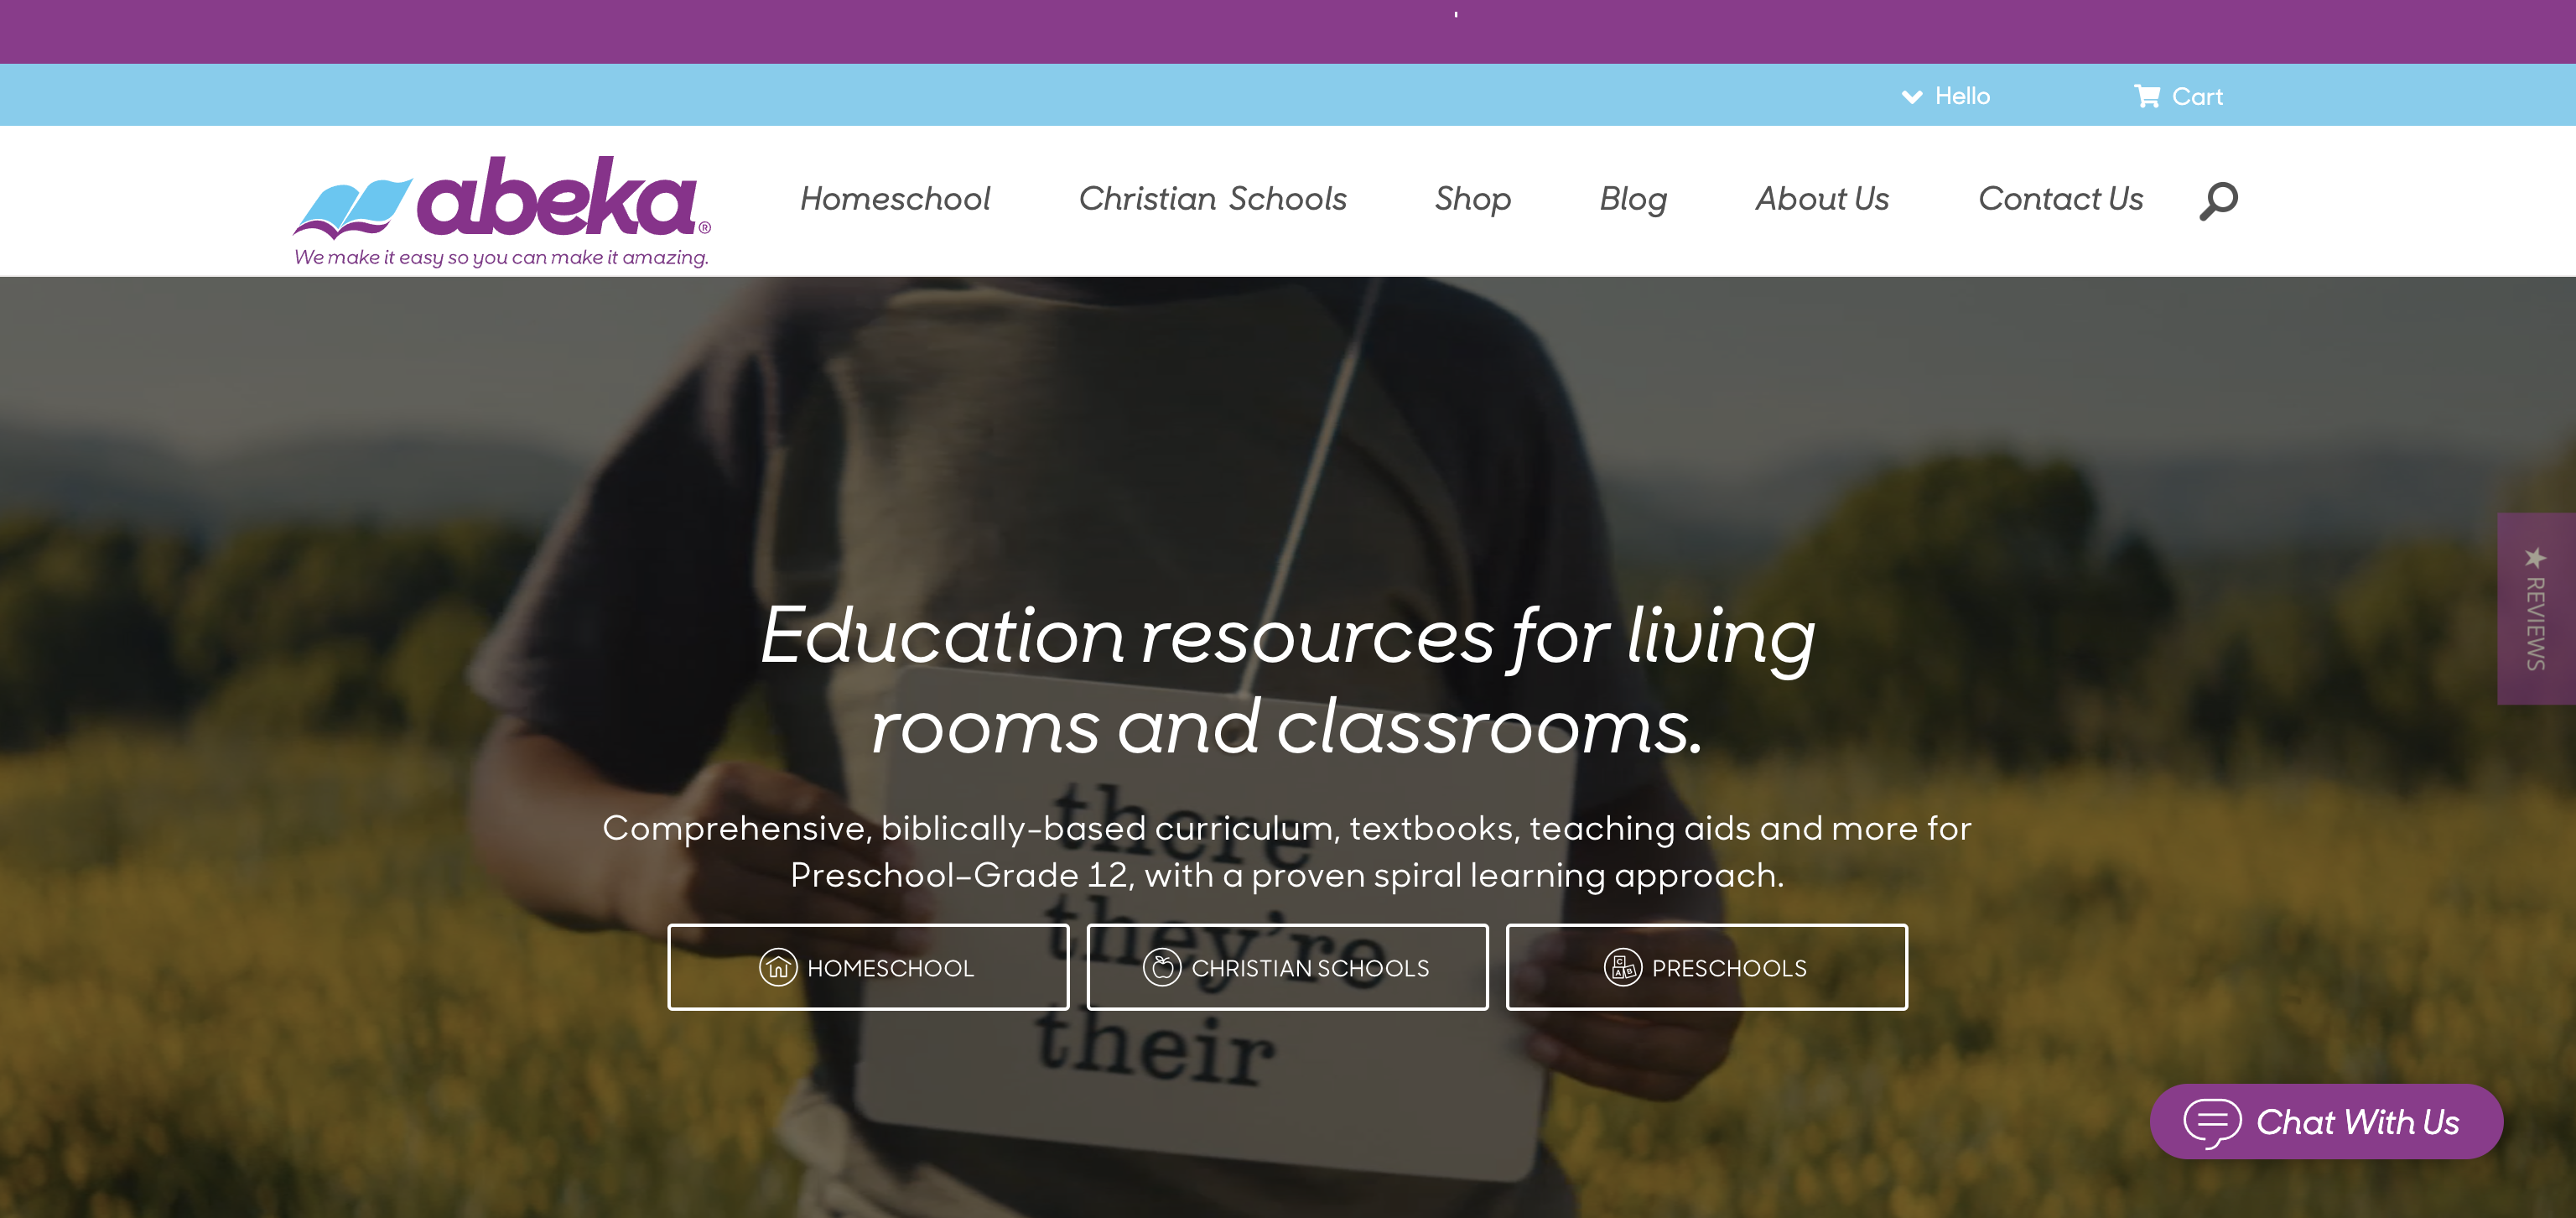 '
Hello
Cart
abeka®
We make it easy so you can make it amazing.
Homeschool
Christian Schools
Shop
Blog
About Us
Contact Us
★ REVIEWS
Education resources for living
rooms and classrooms.
there
Comprehensive, biblically-based curriculum, textbooks, teaching aids and more for
Preschool–Grade 12, with a proven spiral learning approach.
they're
HOMESCHOOL
CHRISTIAN SCHOOLS
C A B
PRESCHOOLS
their
Chat With Us